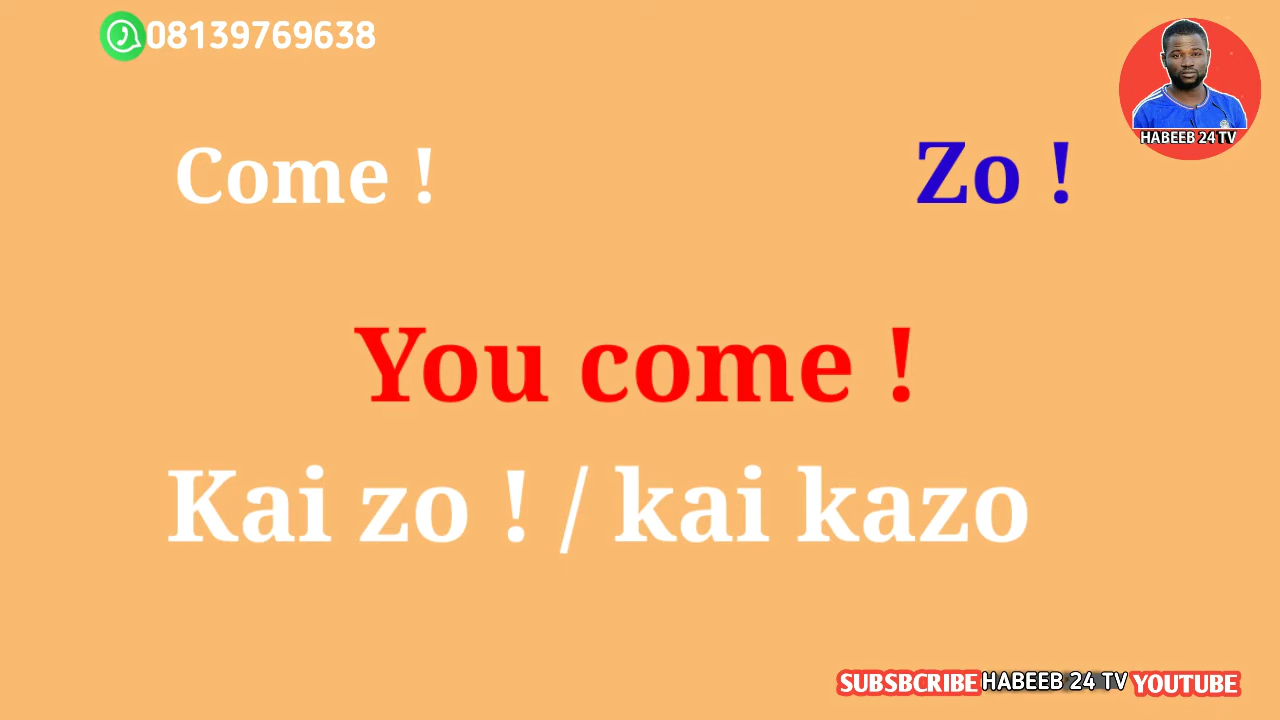 08139769638
HABEEB 24 TV
Come ! Zo !
You come !
Kai zo ! / kai kazo
SUBSBCRIBE HABEEB 24 TV YOUTUBE